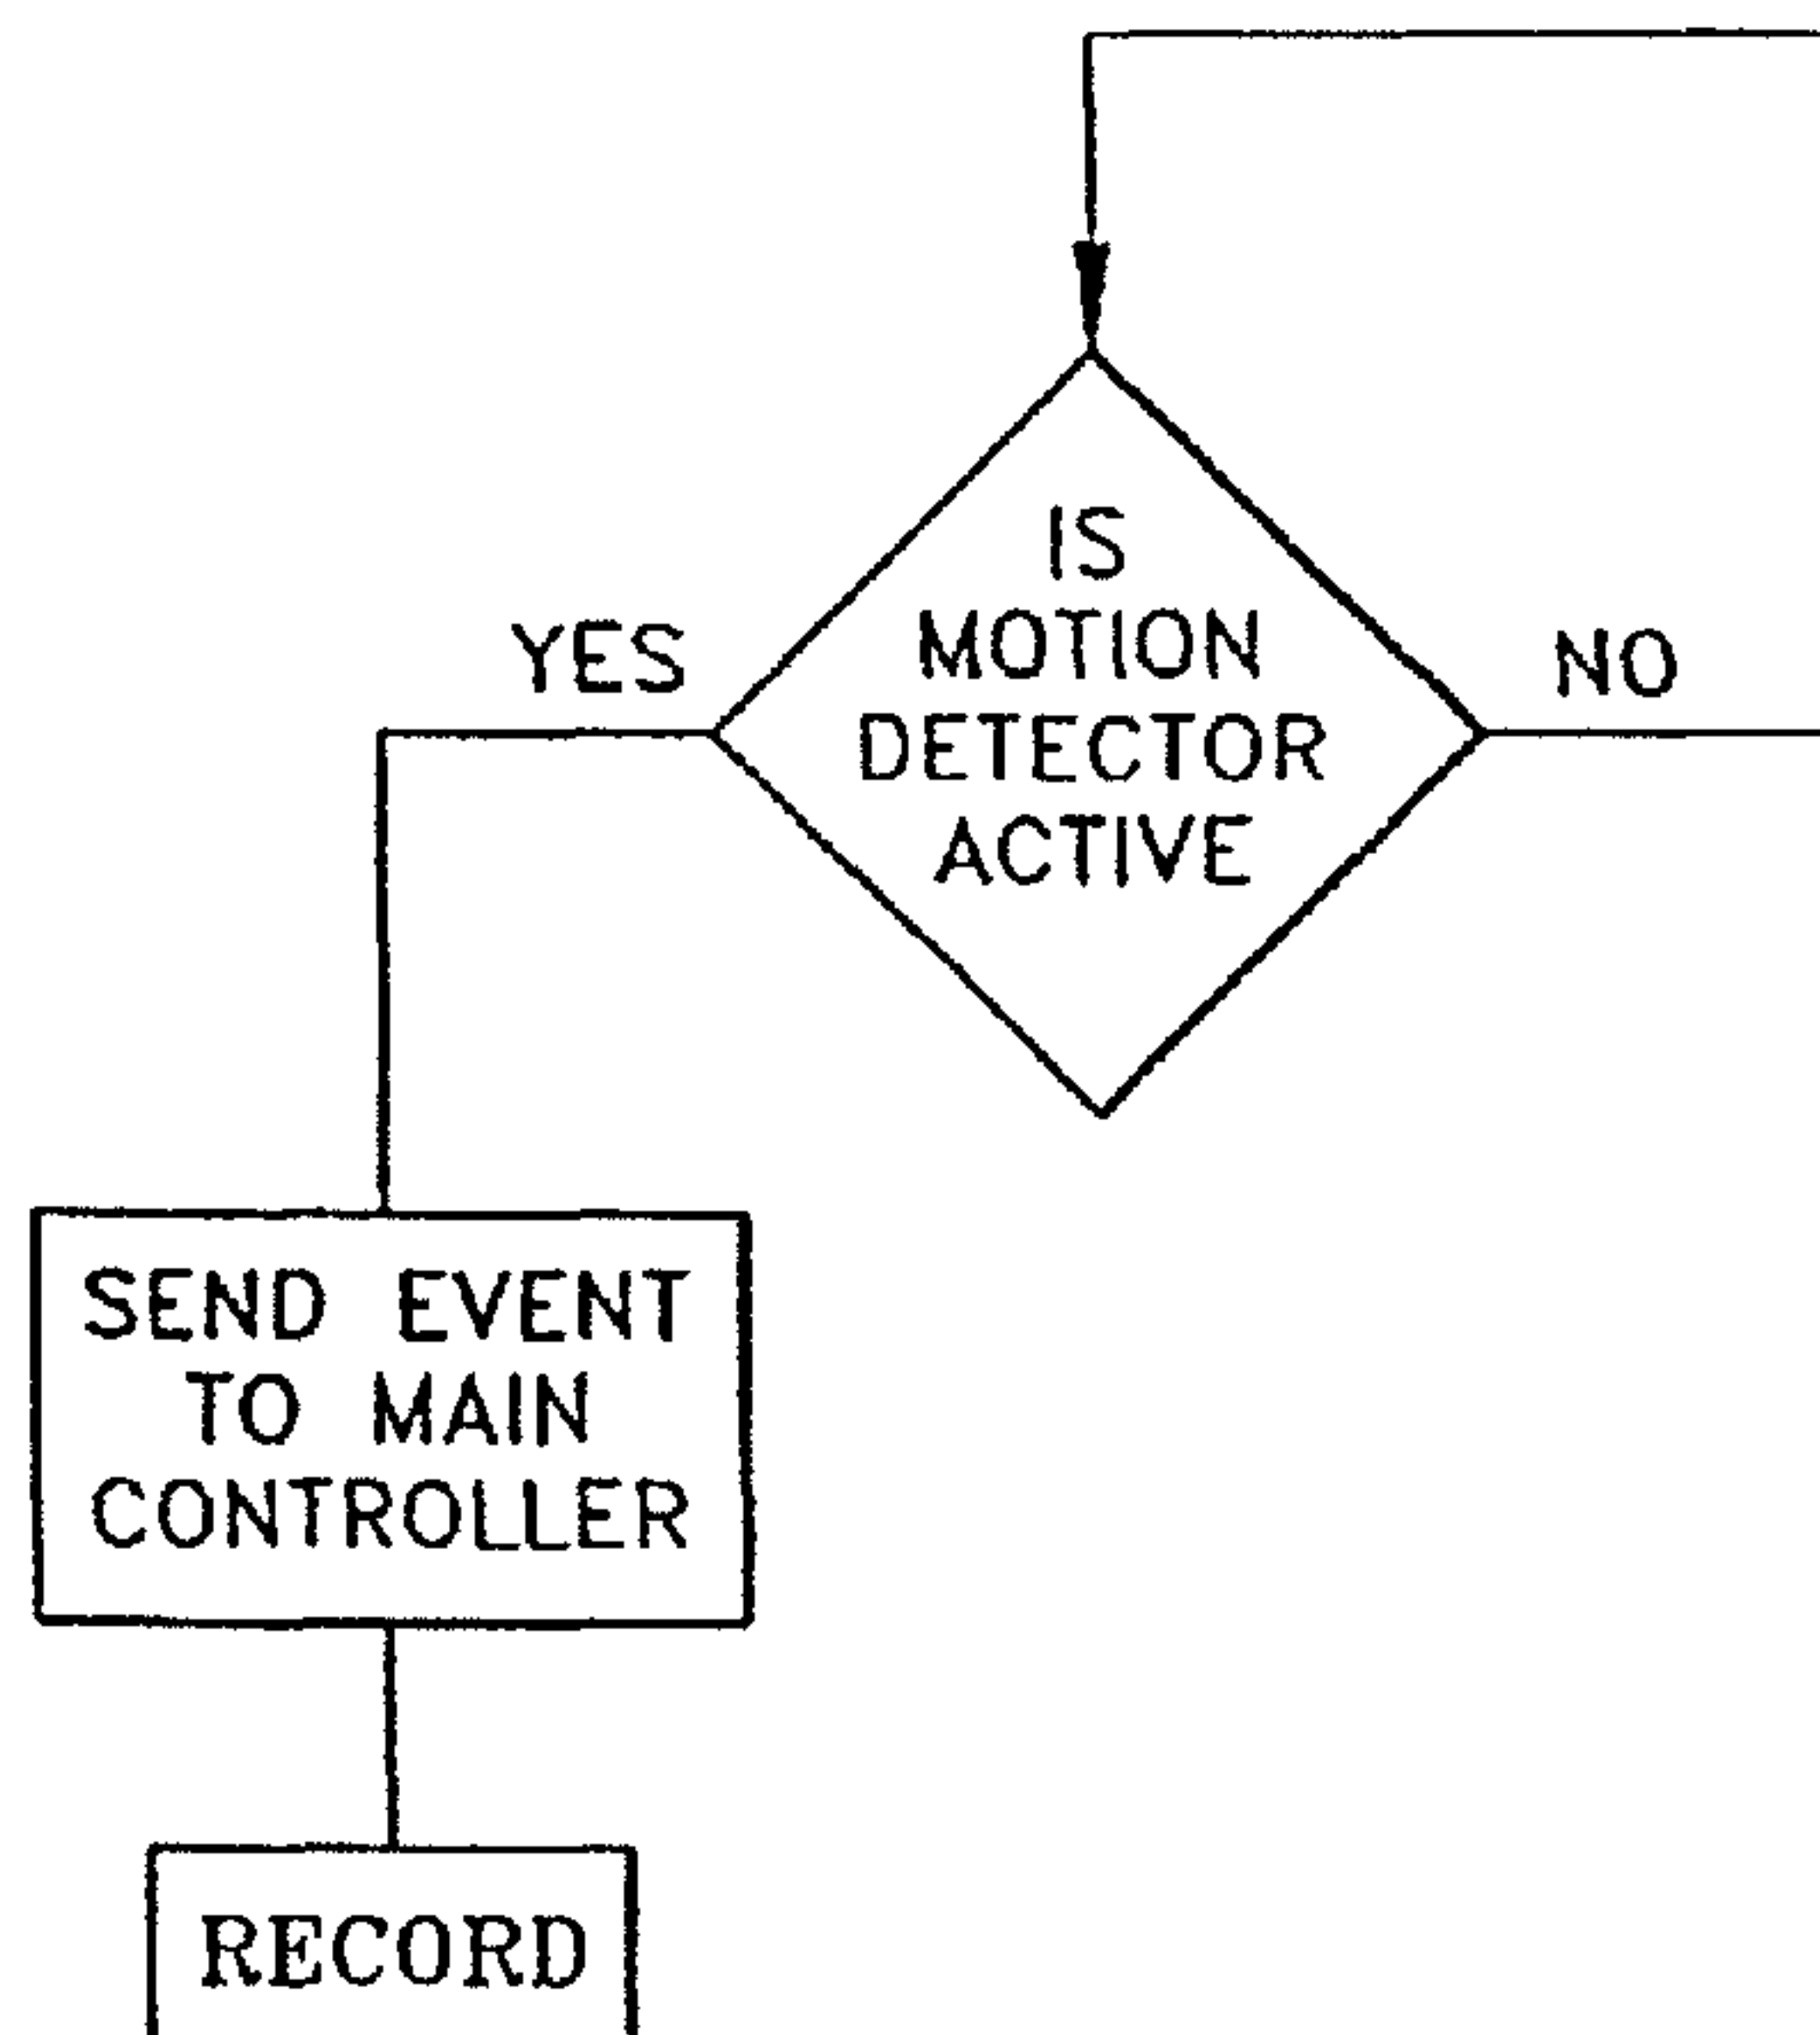 IS
MOTION
DETECTOR
ACTIVE
YES
NO
SEND EVENT
TO MAIN
CONTROLLER
RECORD